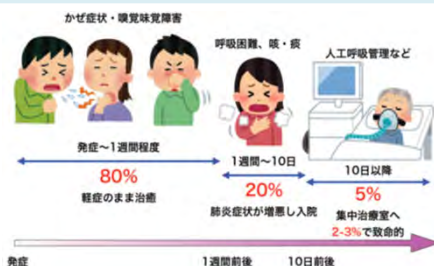 かぜ症状・嗅覚味覚障害
呼吸困難、咳・痰
人工呼吸管理など
発症〜1週間程度
80%
軽症のまま治癒
1週間〜10日
20%
肺炎症状が増悪し入院
10日以降
5%
集中治療室へ
2-3%で致命的
発症
1週間前後
10日前後